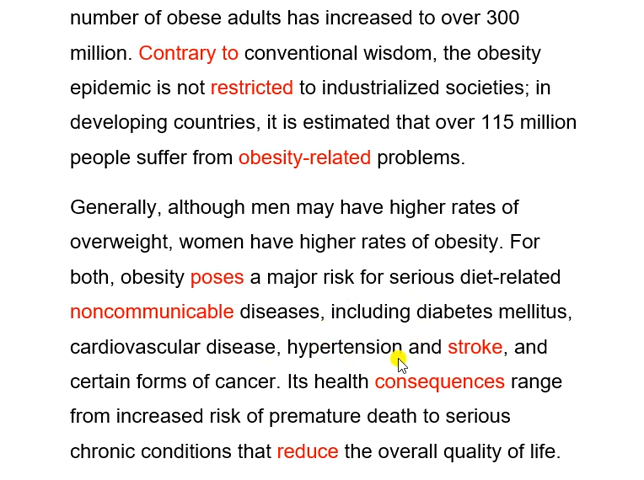 number of obese adults has increased to over 300
million. Contrary to conventional wisdom, the obesity
epidemic is not restricted to industrialized societies; in
developing countries, it is estimated that over 115 million
people suffer from obesity-related problems.
Generally, although men may have higher rates of
overweight, women have higher rates of obesity. For
both, obesity poses a major risk for serious diet-related
noncommunicable diseases, including diabetes mellitus,
cardiovascular disease, hypertension and stroke, and
certain forms of cancer. Its health consequences range
from increased risk of premature death to serious
chronic conditions that reduce the overall quality of life.